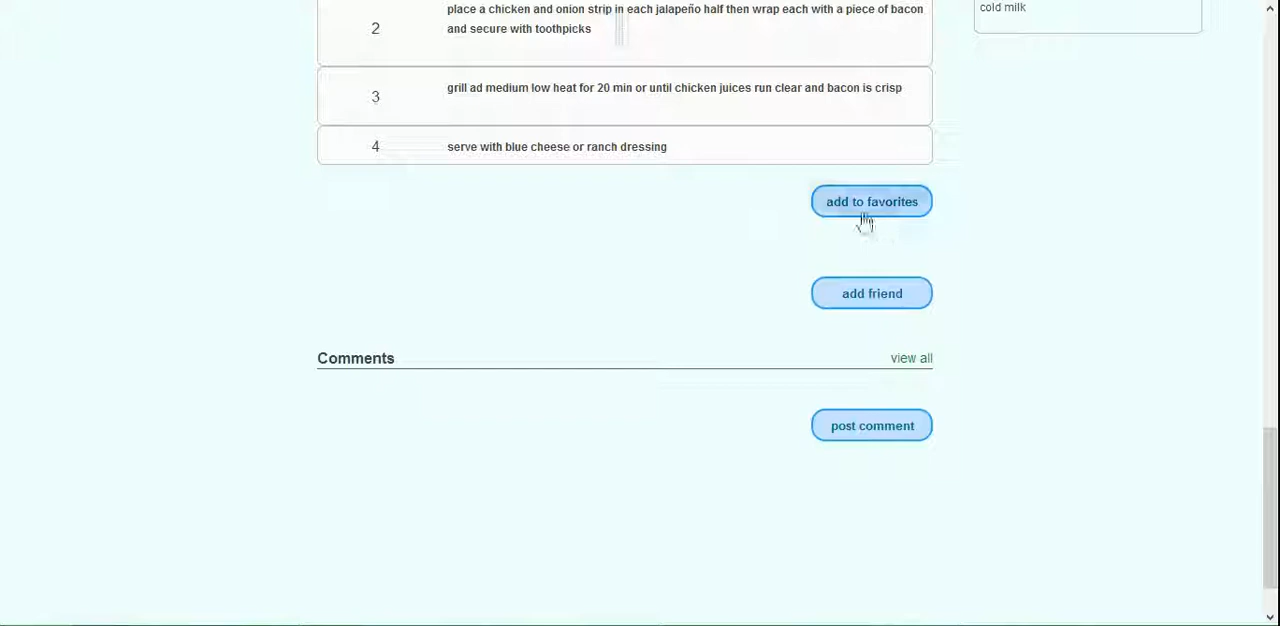 cold milk
2
place a chicken and onion strip in each jalapeño half then wrap each with a piece of bacon
and secure with toothpicks
3
grill ad medium low heat for 20 min or until chicken juices run clear and bacon is crisp
4
serve with blue cheese or ranch dressing
add to favorites
add friend
Comments
view all
post comment